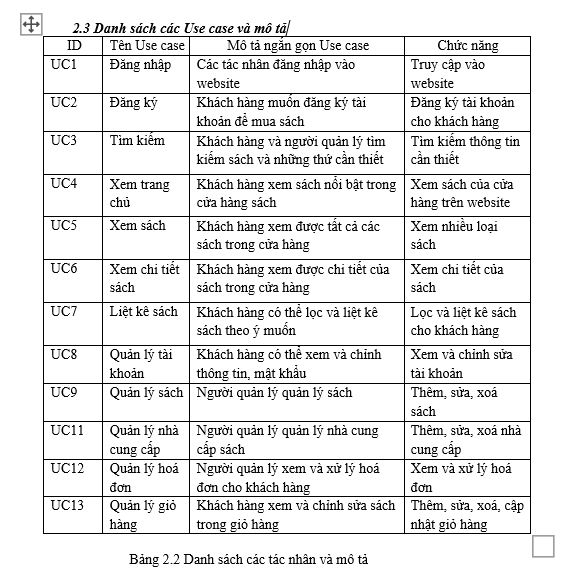 2.3 Danh sách các Use case và mô tả
ID Tên Use case Mô tả ngắn gọn Use case Chức năng
UC1 Đăng nhập Các tác nhân đăng nhập vào Truy cập vào
website website
UC2 Đăng ký Khách hàng muốn đăng ký tài Đăng ký tài khoản
khoản để mua sách cho khách hàng
UC3 Tìm kiếm Khách hàng và người quản lý tìm Tìm kiếm thông tin
kiếm sách và những thứ cần thiết cần thiết
UC4 Xem trang Khách hàng xem sách nổi bật trong Xem sách của cửa
chủ cửa hàng sách hàng trên website
UC5 Xem sách Khách hàng xem được tất cả các Xem nhiều loại
sách trong cửa hàng sách
UC6 Xem chi tiết Khách hàng xem được chi tiết của Xem chi tiết của
sách sách trong cửa hàng sách
UC7 Liệt kê sách Khách hàng có thể lọc và liệt kê Lọc và liệt kê sách
sách theo ý muốn cho khách hàng
UC8 Quản lý tài Khách hàng có thể xem và chỉnh Xem và chỉnh sửa
khoản thông tin, mật khẩu tài khoản
UC9 Quản lý sách Người quản lý quản lý sách Thêm, sửa, xoá
sách
UC11 Quản lý nhà Người quản lý quản lý nhà cung Thêm, sửa, xoá nhà
cung cấp cấp sách cung cấp
UC12 Quản lý hoá Người quản lý xem và xử lý hoá Xem và xử lý hoá
đơn đơn cho khách hàng đơn
UC13 Quản lý giỏ Khách hàng xem và chỉnh sửa sách Thêm, sửa, xoá, cập
hàng trong giỏ hàng nhật giỏ hàng
Bảng 2.2 Danh sách các tác nhân và mô tả